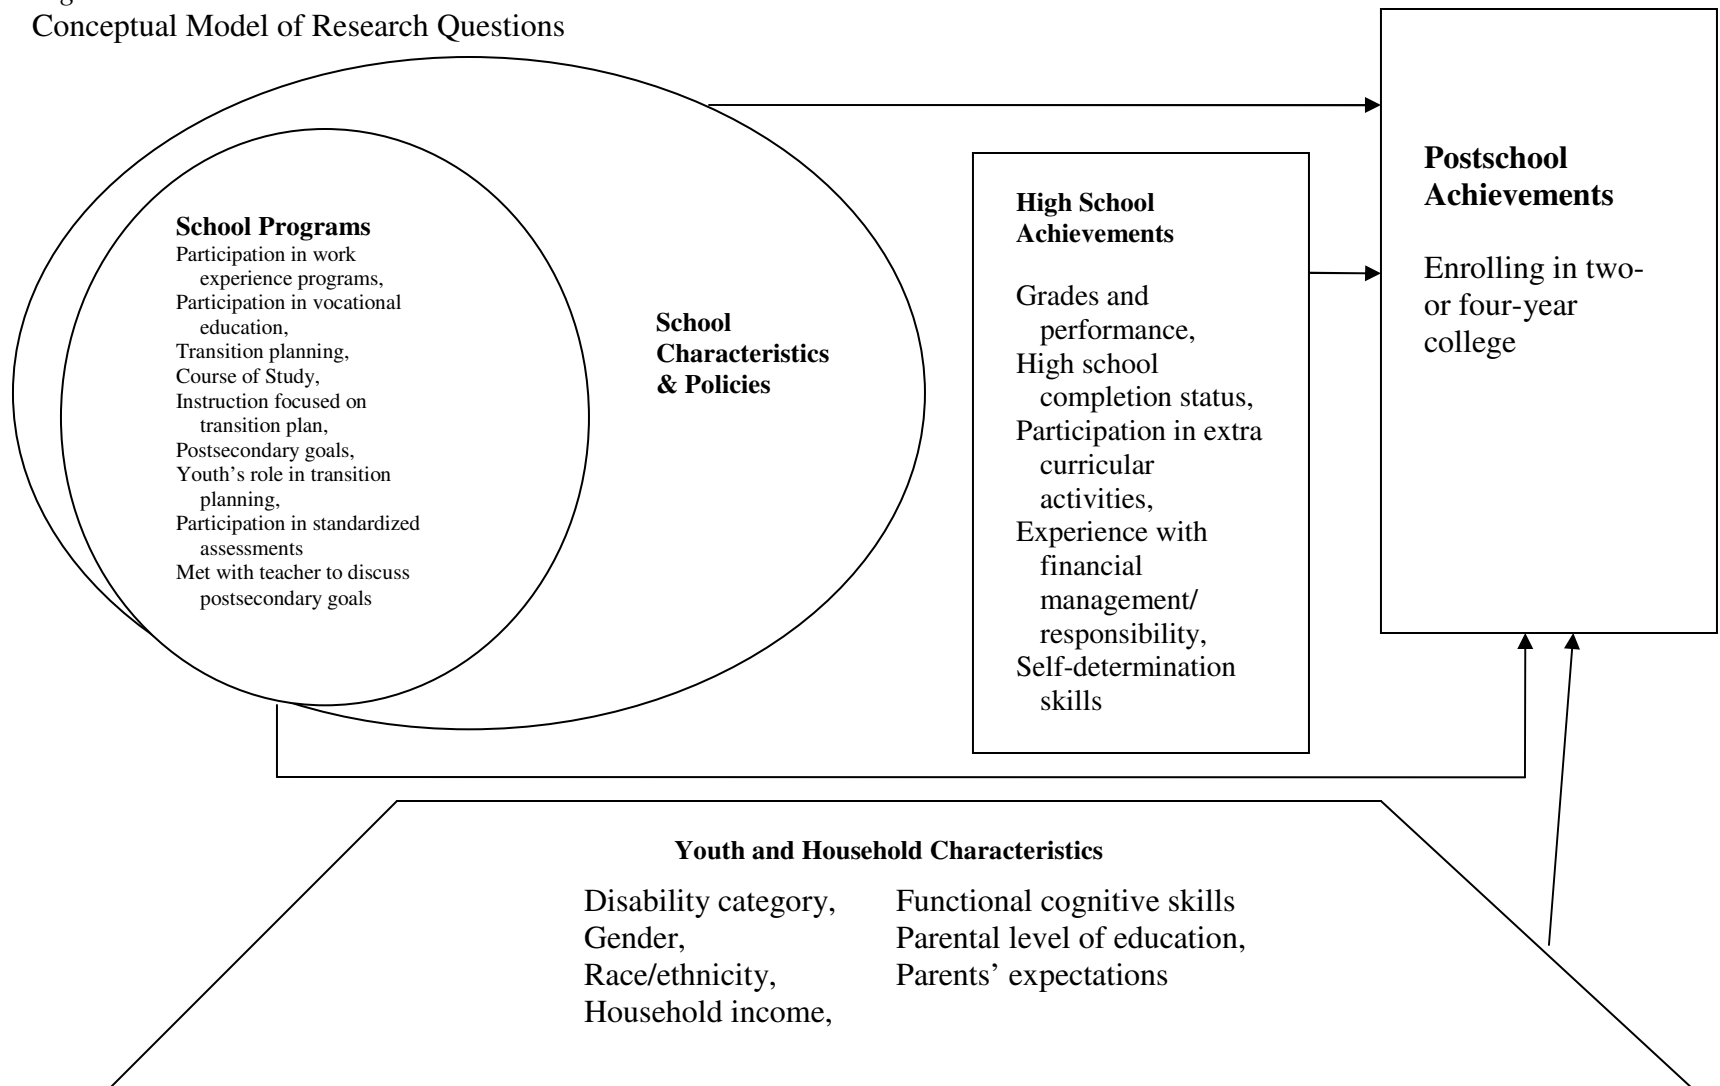 Conceptual Model of Research Questions
School Programs
Participation in work
experience programs,
Participation in vocational
education,
Transition planning,
Course of Study,
Instruction focused on
transition plan,
Postsecondary goals,
Youth’s role in transition
planning,
Participation in standardized
assessments
Met with teacher to discuss
postsecondary goals
School
Characteristics
& Policies
High School
Achievements
Grades and
performance,
High school
completion status,
Participation in extra
curricular
activities,
Experience with
financial
management/
responsibility,
Self-determination
skills
Postschool
Achievements
Enrolling in two-
or four-year
college
Youth and Household Characteristics
Disability category,
Gender,
Race/ethnicity,
Household income,
Functional cognitive skills
Parental level of education,
Parents’ expectations